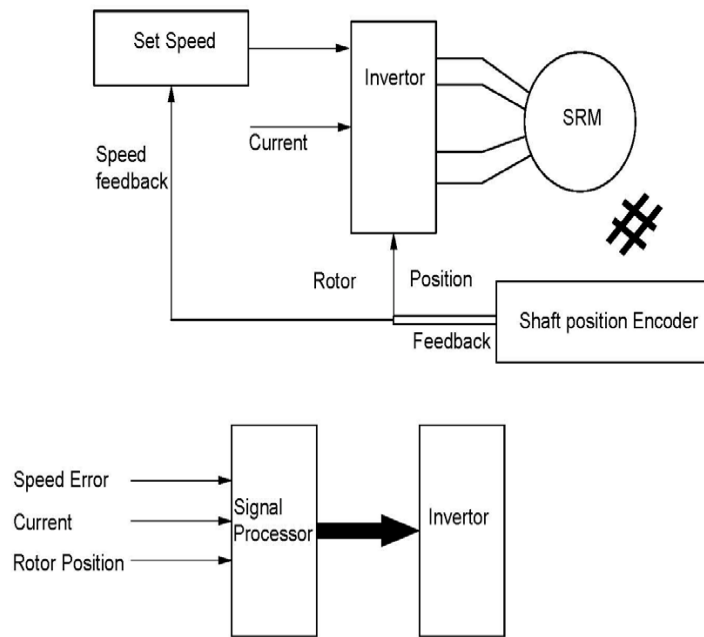 Set Speed
Invertor
SRM
Current
Speed
feedback
Rotor
Position
Shaft position Encoder
Feedback
Speed Error
Current
Rotor Position
Signal
Processor
Invertor